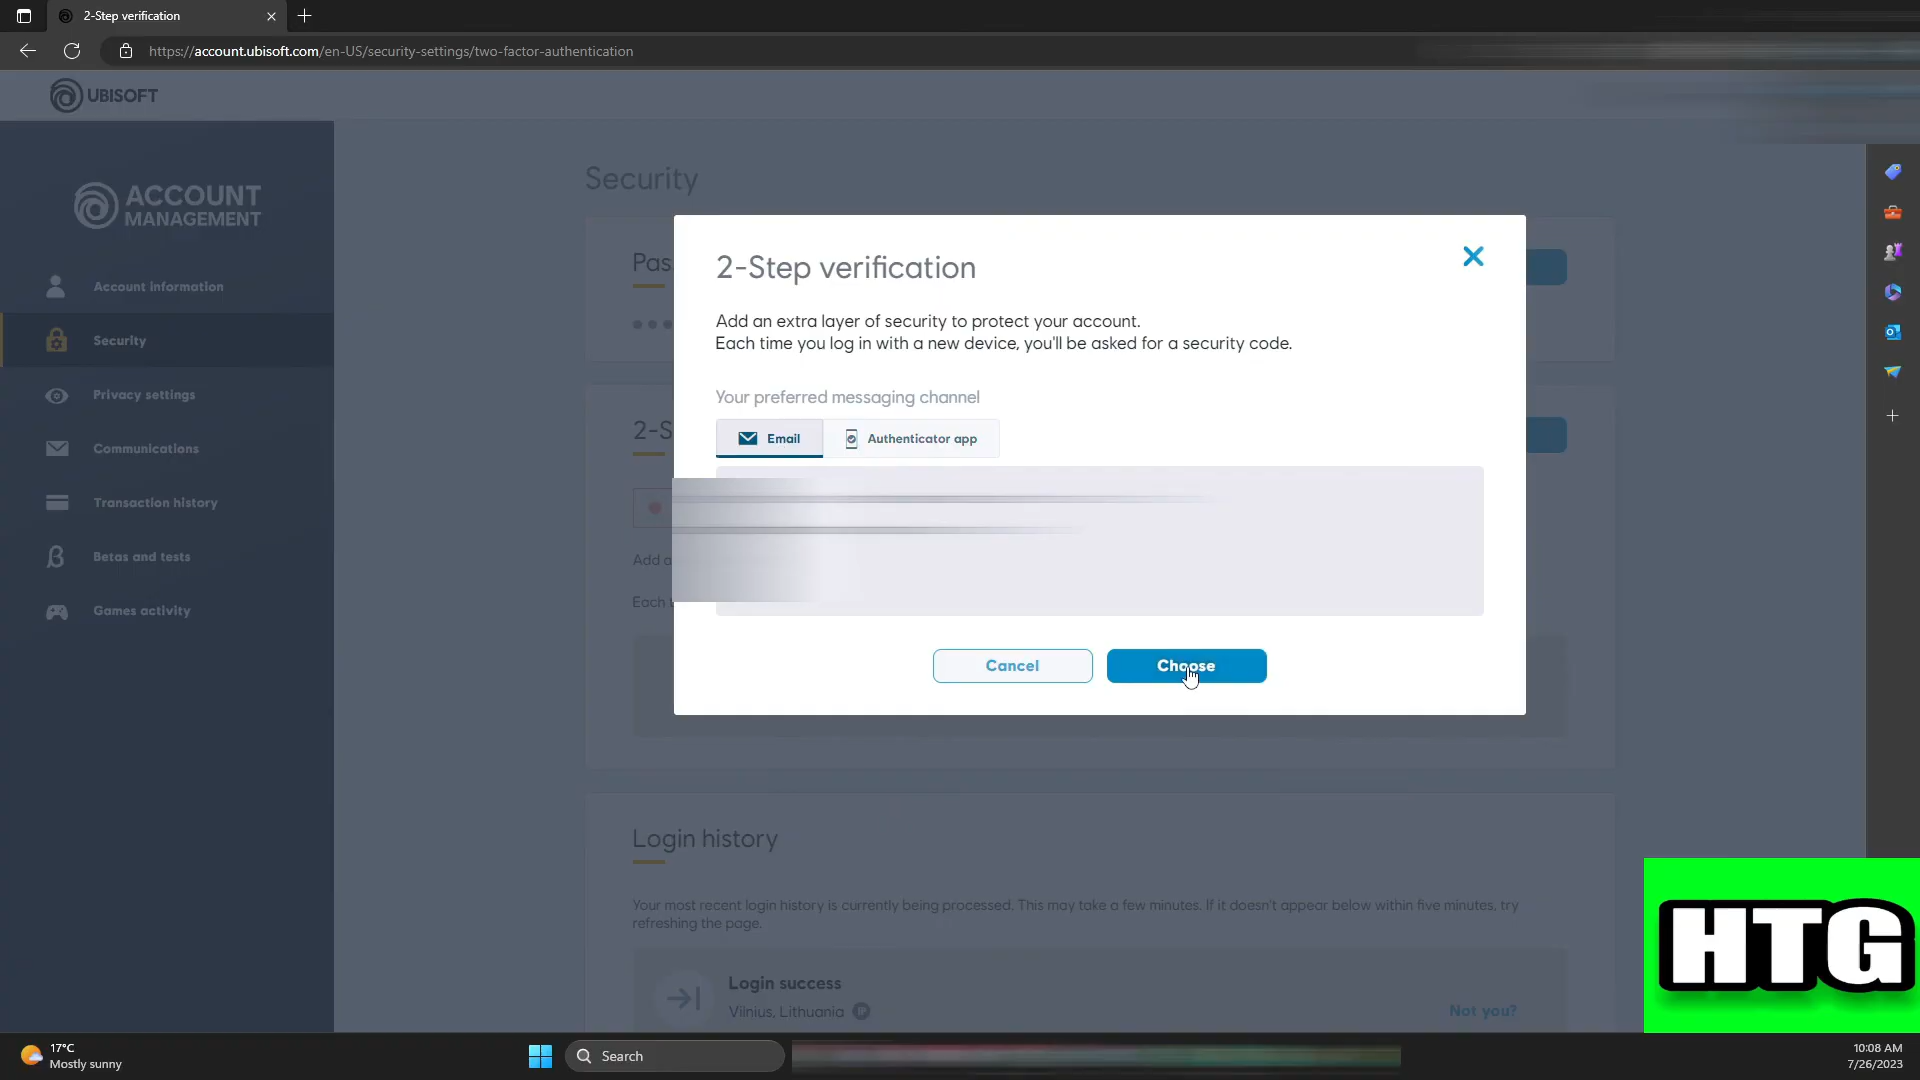 2-Step verification
https://account.ubisoft.com/en-US/security-settings/two-factor-authentication
UBISOFT
ACCOUNT
MANAGEMENT
Account information
Security
Privacy settings
Communications
Transaction history
Betas and tests
Games activity
Security
Pas
2-S
Add a
Each t
2-Step verification
Add an extra layer of security to protect your account.
Each time you log in with a new device, you'll be asked for a security code.
Your preferred messaging channel
Email
Authenticator app
Cancel
Choose
Login history
Your most recent login history is currently being processed. This may take a few minutes. If it doesn't appear below within five minutes, try
refreshing the page.
Login success
Vilnius, Lithuania
Not you?
HTG
17°C
Mostly sunny
Search
10:08 AM
7/26/2023